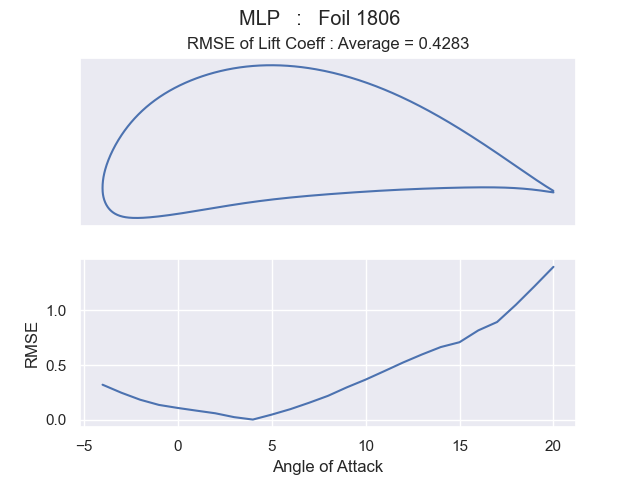 MLP : Foil 1806
RMSE of Lift Coeff : Average = 0.4283
1.0
0.5
0.0
RMSE
−5 0 5 10 15 20
Angle of Attack